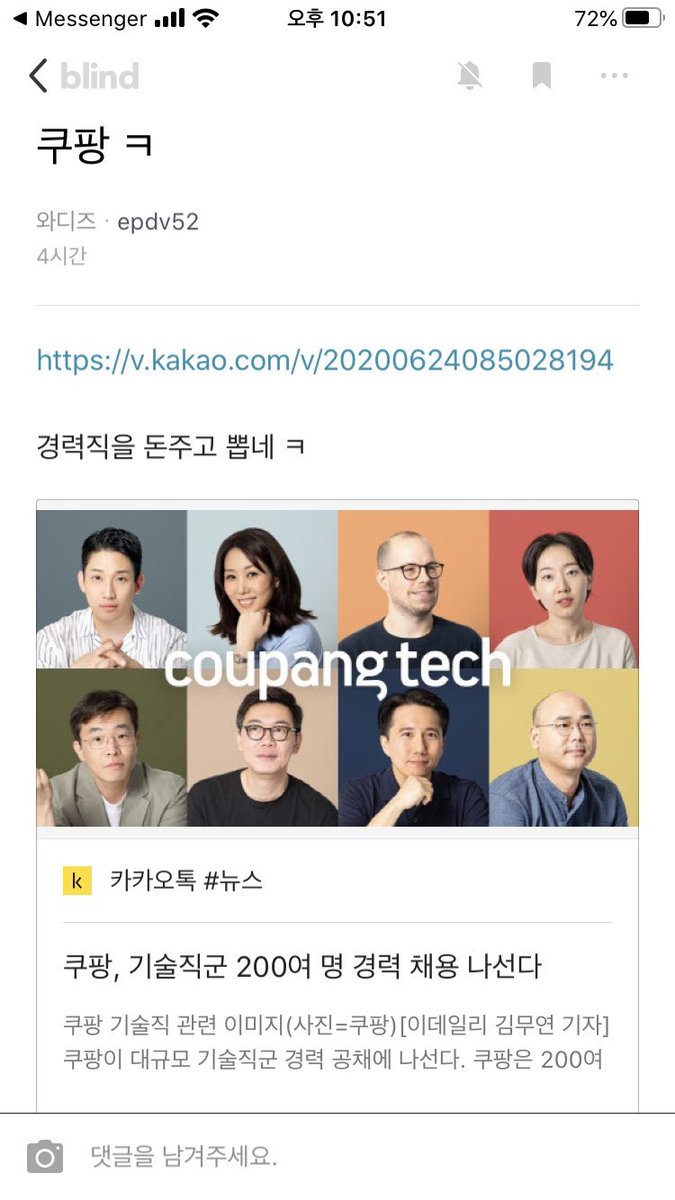 ◀ Messenger 오후 10:51 72%
blind
쿠팡 ㅋ
와디즈 · epdv52
4시간
https://v.kakao.com/v/20200624085028194
경력직을 돈주고 뽑네 ㅋ
coupang tech
k 카카오톡 #뉴스
쿠팡, 기술직군 200여 명 경력 채용 나선다
쿠팡 기술직 관련 이미지(사진=쿠팡)[이데일리 김무연 기자]
쿠팡이 대규모 기술직군 경력 공채에 나선다. 쿠팡은 200여
댓글을 남겨주세요.